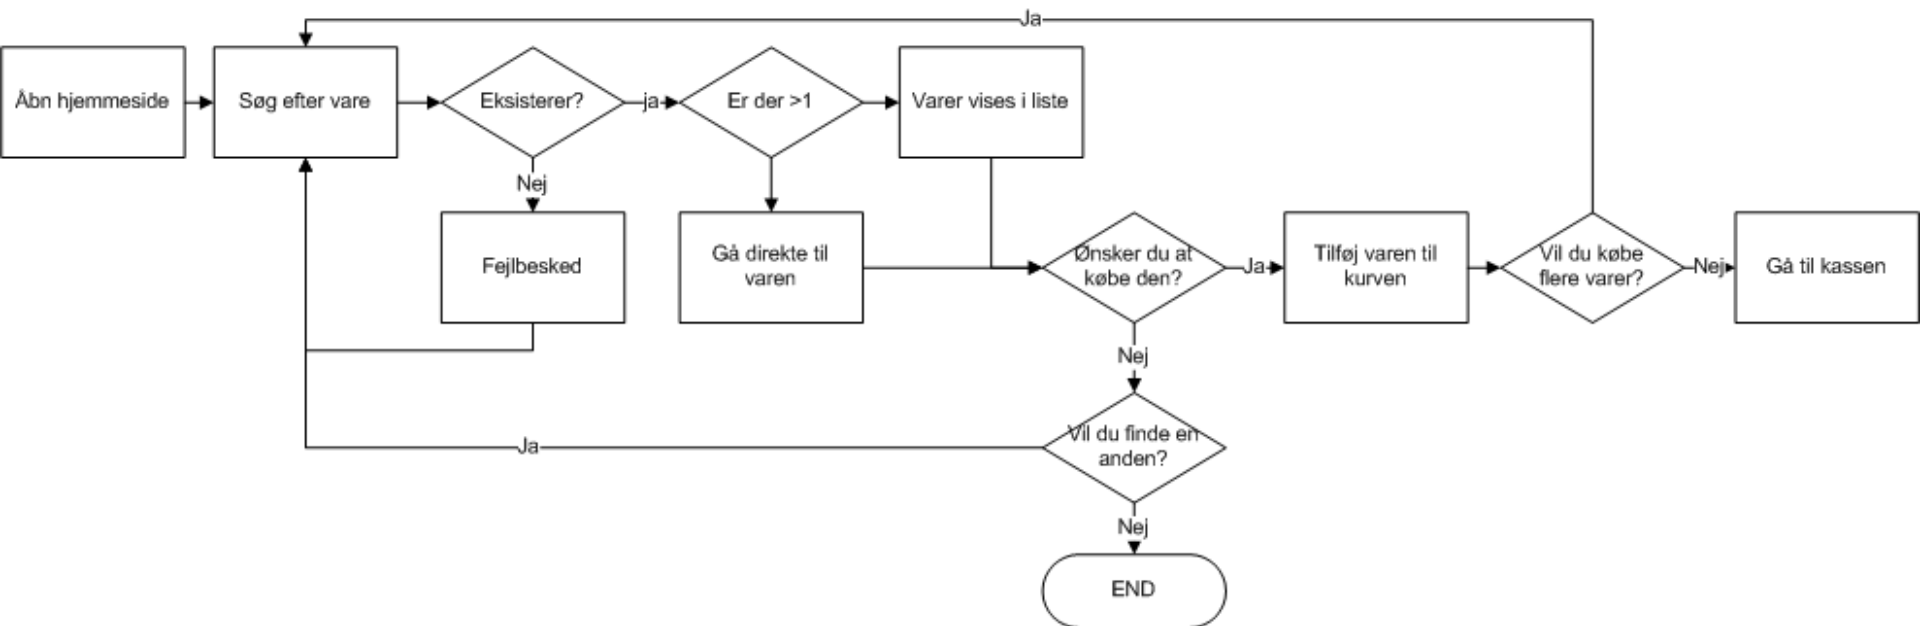 Ja
Åbn hjemmeside
Søg efter vare
Eksisterer?
ja
Er der >1
Varer vises i liste
Nej
Fejlbesked
Gå direkte til
varen
Ønsker du at
købe den?
Ja
Tilføj varen til
kurven
Vil du købe
flere varer?
Nej
Gå til kassen
Nej
Ja
Vil du finde en
anden?
Nej
END